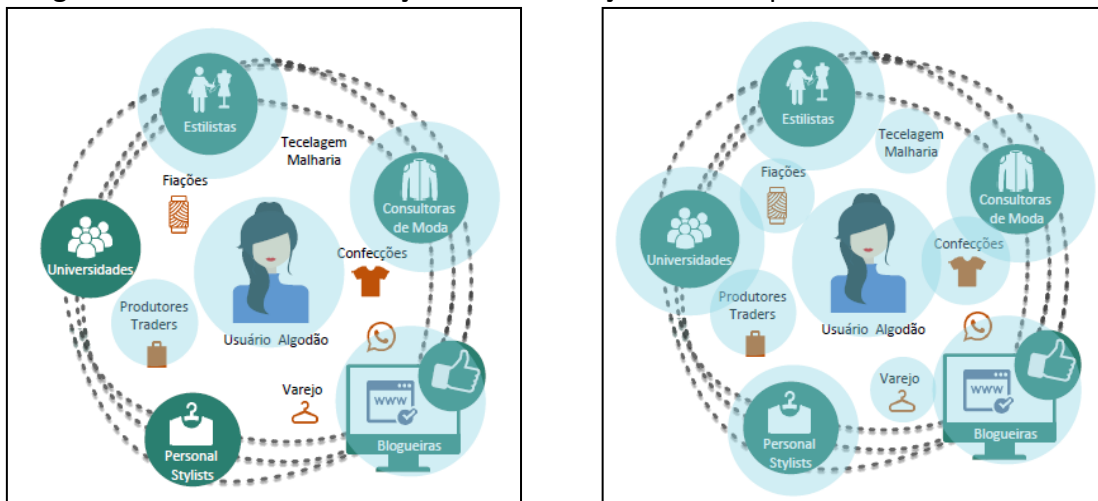 Estilistas
Tecelagem
Malharia
Fiações
Consultoras
de Moda
Universidades
Confecções
Produtores
Traders
Usuário Algodão
Varejo
www
Blogueiras
Personal
Stylists
Estilistas
Tecelagem
Malharia
Fiações
Consultoras
de Moda
Universidades
Confecções
Produtores
Traders
Usuário Algodão
Varejo
www
Blogueiras
Personal
Stylists